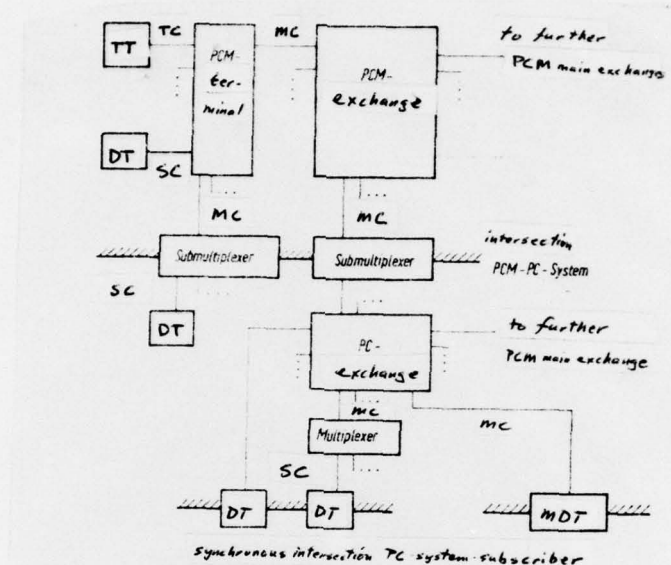 TT
TC
PCM-
ter-
minal
MC
PCM-
exchange
to further
PCM main exchange
DT
SC
MC
MC
Submultiplexer
Submultiplexer
intersection
PCM-PC-System
SC
DT
PC-
exchange
to further
PCM main exchange
MC
MC
Multiplexer
SC
DT
DT
MDT
synchronous intersection PC-system-subscriber